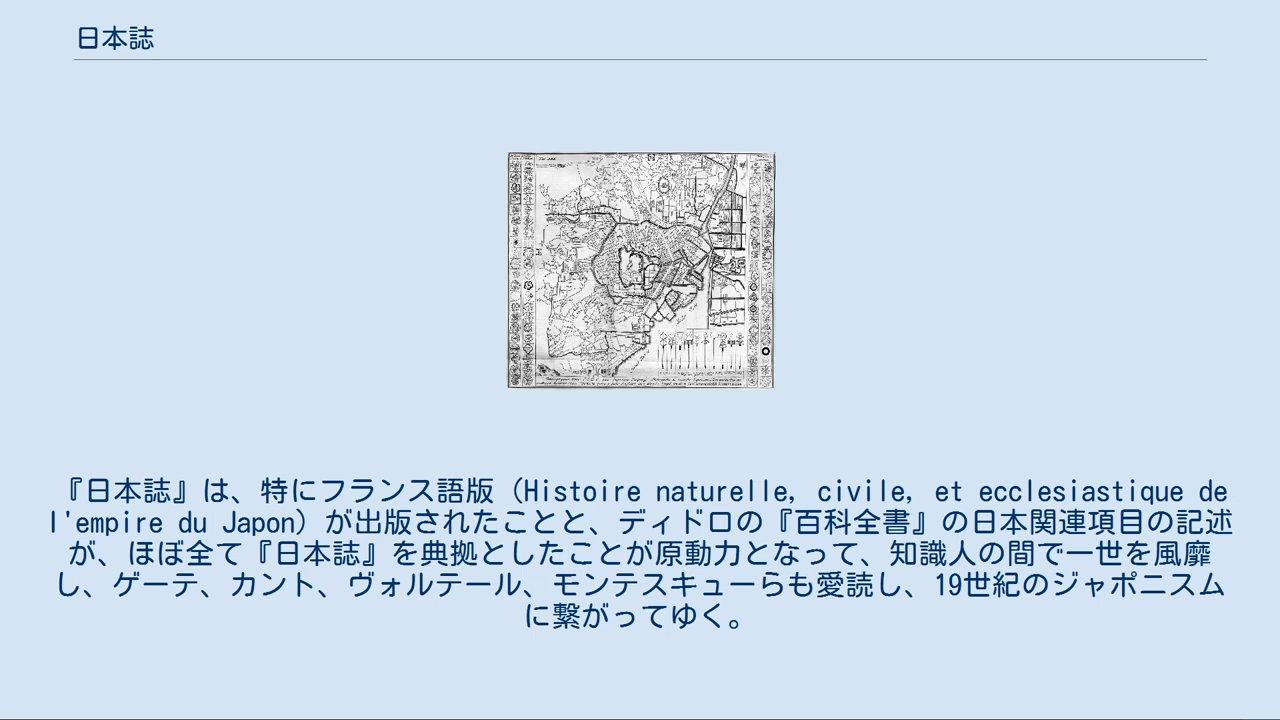 日本誌
『日本誌』は、特にフランス語版（Histoire naturelle, civile, et ecclesiastique de
l'empire du Japon）が出版されたことと、ディドロの『百科全書』の日本関連項目の記述
が、ほぼ全て『日本誌』を典拠としたことが原動力となって、知識人の間で一世を風靡
し、ゲーテ、カント、ヴォルテール、モンテスキューらも愛読し、19世紀のジャポニスム
に繋がってゆく。